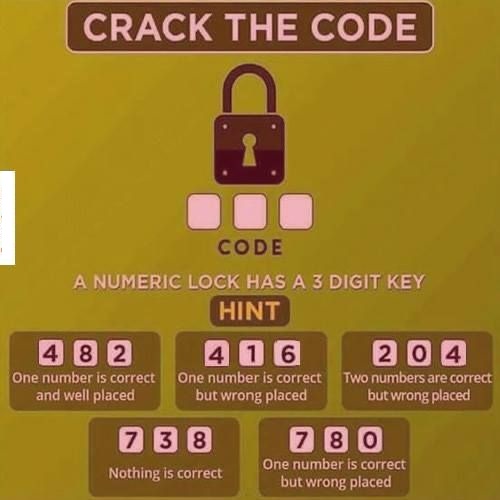 CRACK THE CODE
CODE
A NUMERIC LOCK HAS A 3 DIGIT KEY
HINT
4 8 2
One number is correct
and well placed
4 1 6
One number is correct
but wrong placed
2 0 4
Two numbers are correct
but wrong placed
7 3 8
Nothing is correct
7 8 0
One number is correct
but wrong placed